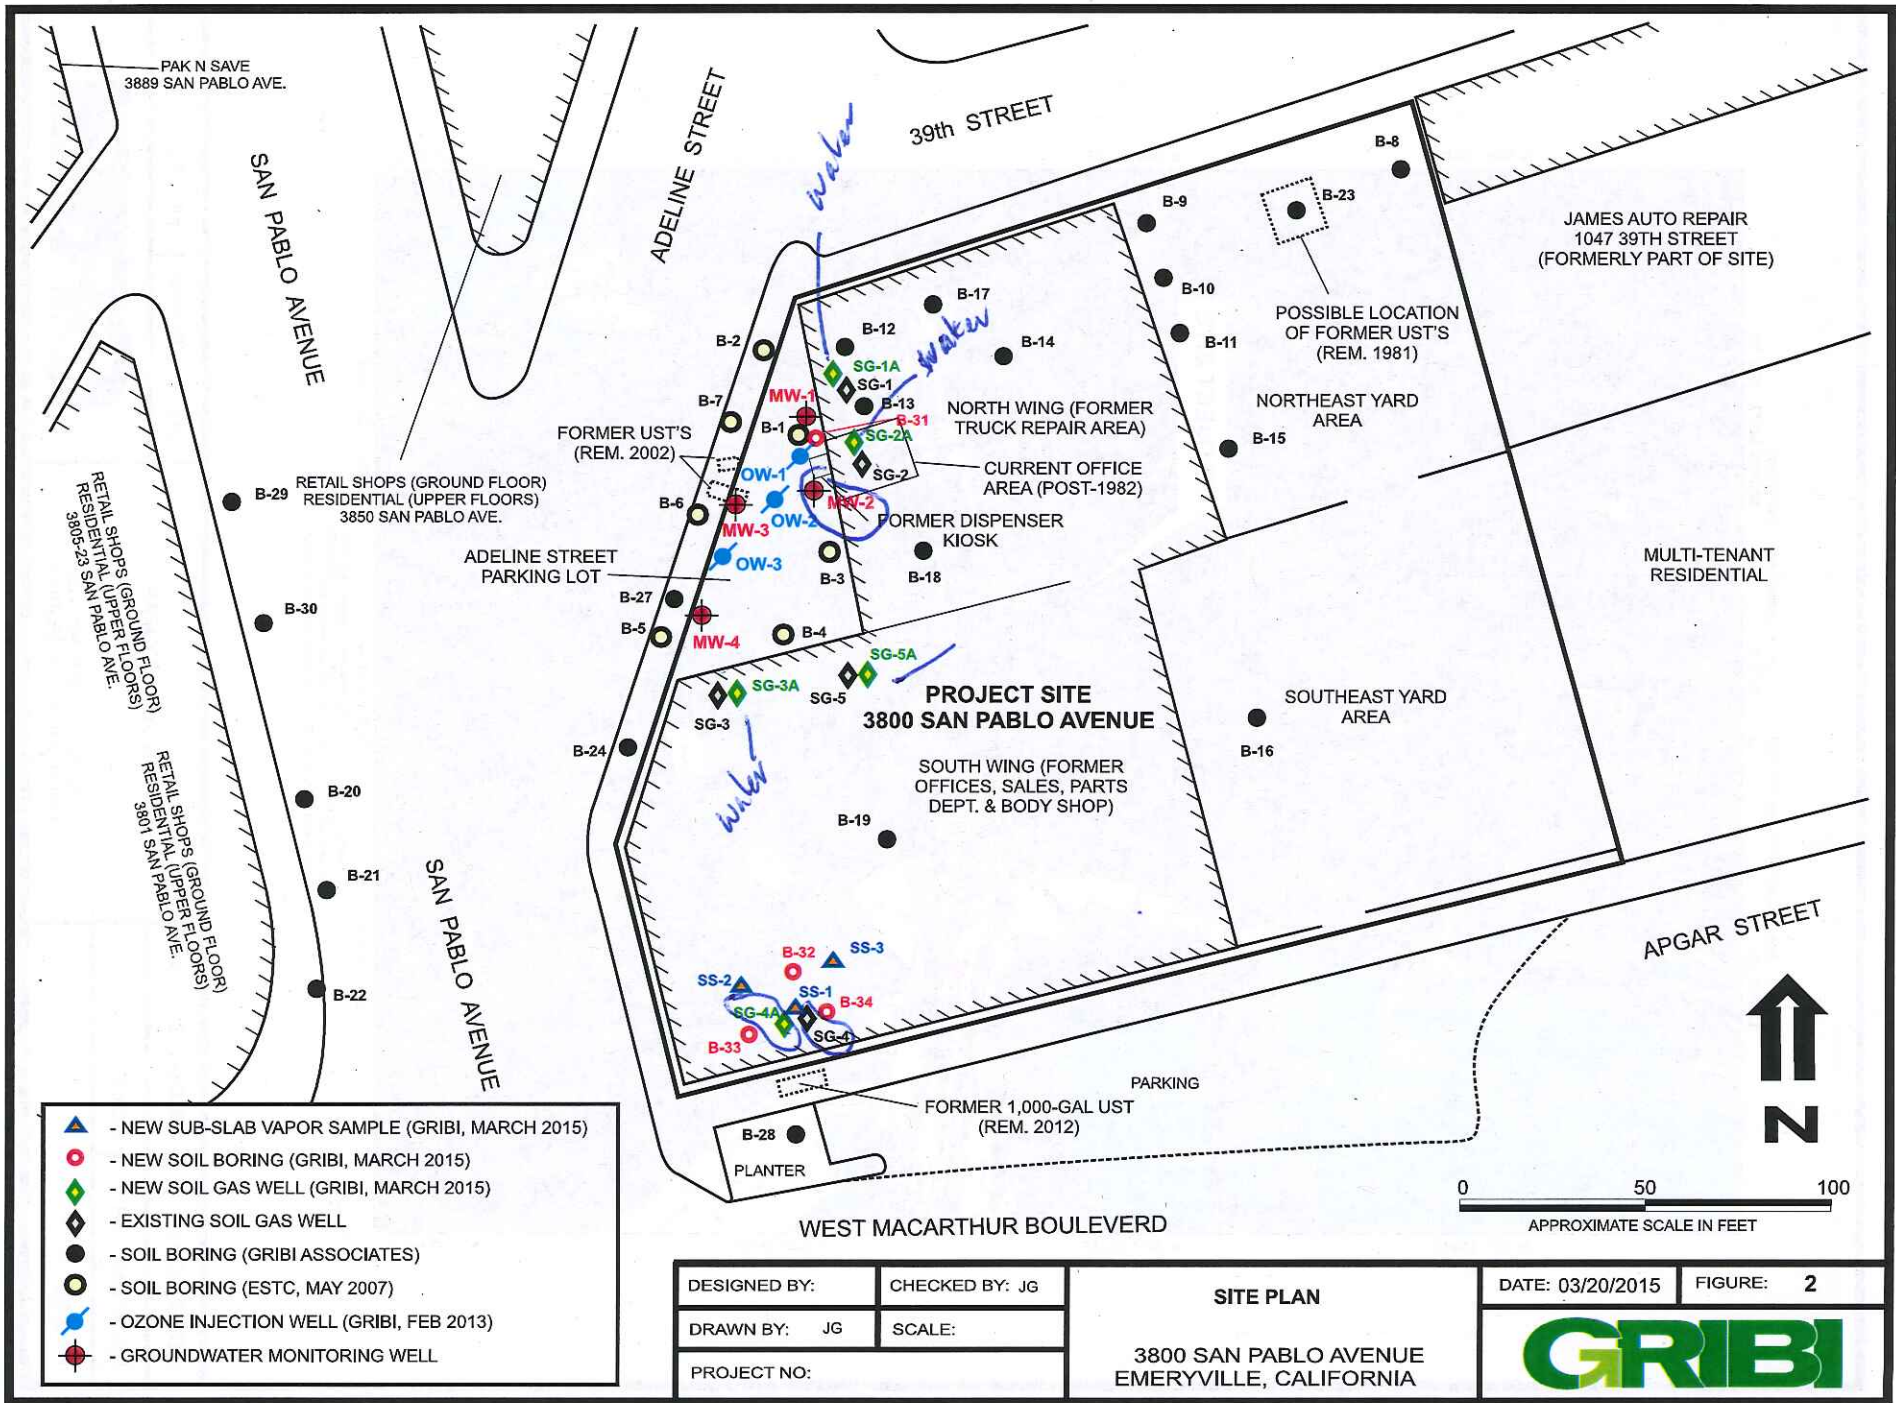 PAK N SAVE
3889 SAN PABLO AVE.
SAN PABLO AVENUE
ADELINE STREET
water
39th STREET
B-8
B-9
B-23
JAMES AUTO REPAIR
1047 39TH STREET
(FORMERLY PART OF SITE)
B-10
B-17
POSSIBLE LOCATION
OF FORMER UST'S
(REM. 1981)
B-12
water
B-2
B-14
B-11
SG-1A
SG-1
MW-1
B-13
B-7
B-31
NORTH WING (FORMER
TRUCK REPAIR AREA)
NORTHEAST YARD
AREA
B-1
SG-2A
FORMER UST'S
(REM. 2002)
B-15
OW-1
SG-2
CURRENT OFFICE
AREA (POST-1982)
RETAIL SHOPS (GROUND FLOOR)
RESIDENTIAL (UPPER FLOORS)
3850 SAN PABLO AVE.
B-29
B-6
MW-2
OW-2
MW-3
FORMER DISPENSER
KIOSK
ADELINE STREET
PARKING LOT
OW-3
B-3
B-18
MULTI-TENANT
RESIDENTIAL
RETAIL SHOPS (GROUND FLOOR)
RESIDENTIAL (UPPER FLOORS)
3805-23 SAN PABLO AVE.
B-30
B-27
B-5
MW-4
B-4
SG-5A
SG-3A
SG-5
SG-3
PROJECT SITE
3800 SAN PABLO AVENUE
SOUTHEAST YARD
AREA
B-16
B-24
water
SOUTH WING (FORMER
OFFICES, SALES, PARTS
DEPT. & BODY SHOP)
B-20
B-19
RETAIL SHOPS (GROUND FLOOR)
RESIDENTIAL (UPPER FLOORS)
3801 SAN PABLO AVE.
B-21
SAN PABLO AVENUE
APGAR STREET
B-32
SS-3
SS-2
B-22
SS-1
B-34
SG-4A
SG-4
B-33
PARKING
FORMER 1,000-GAL UST
(REM. 2012)
B-28
PLANTER
N
WEST MACARTHUR BOULEVERD
0 50 100
APPROXIMATE SCALE IN FEET
- NEW SUB-SLAB VAPOR SAMPLE (GRIBI, MARCH 2015)
- NEW SOIL BORING (GRIBI, MARCH 2015)
- NEW SOIL GAS WELL (GRIBI, MARCH 2015)
- EXISTING SOIL GAS WELL
- SOIL BORING (GRIBI ASSOCIATES)
- SOIL BORING (ESTC, MAY 2007)
- OZONE INJECTION WELL (GRIBI, FEB 2013)
- GROUNDWATER MONITORING WELL
DESIGNED BY:
CHECKED BY: JG
DRAWN BY: JG
SCALE:
PROJECT NO:
SITE PLAN
3800 SAN PABLO AVENUE
EMERYVILLE, CALIFORNIA
DATE: 03/20/2015
FIGURE: 2
GRIBI